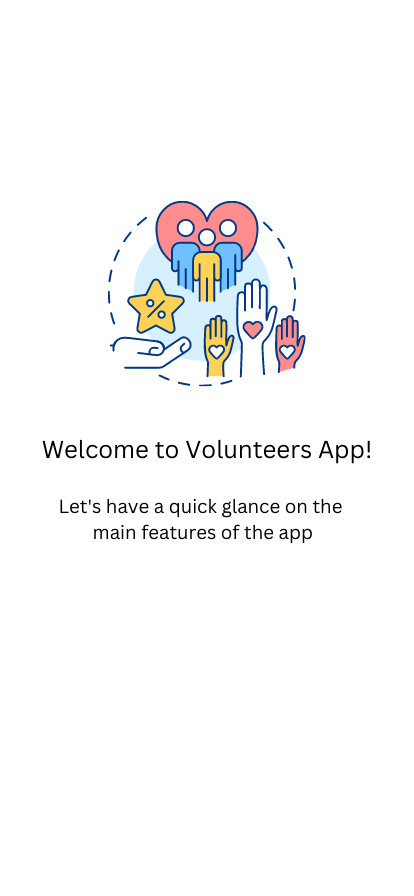 Welcome to Volunteers App!
Let's have a quick glance on the
main features of the app